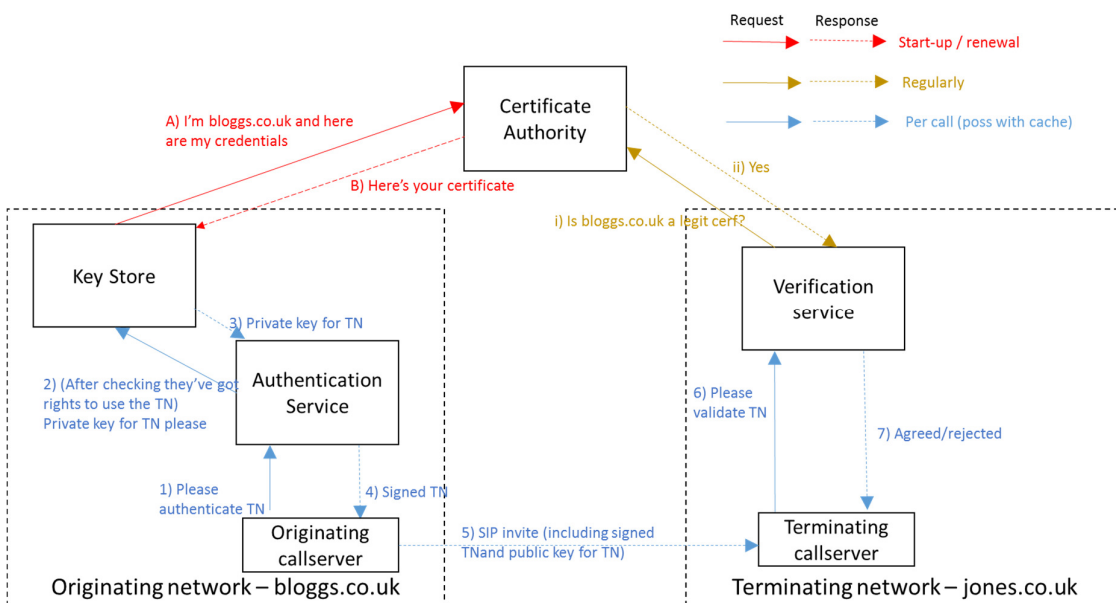 Request
Response
Start-up / renewal
Regularly
Per call (poss with cache)
Certificate
Authority
A) I'm bloggs.co.uk and here
are my credentials
B) Here's your certificate
ii) Yes
i) Is bloggs.co.uk a legit cerf?
Key Store
3) Private key for TN
2) (After checking they've got
rights to use the TN)
Private key for TN please
Authentication
Service
1) Please
authenticate TN
4) Signed TN
Originating
callserver
Originating network – bloggs.co.uk
5) SIP invite (including signed
TNand public key for TN)
Verification
service
6) Please
validate TN
7) Agreed/rejected
Terminating
callserver
Terminating network – jones.co.uk